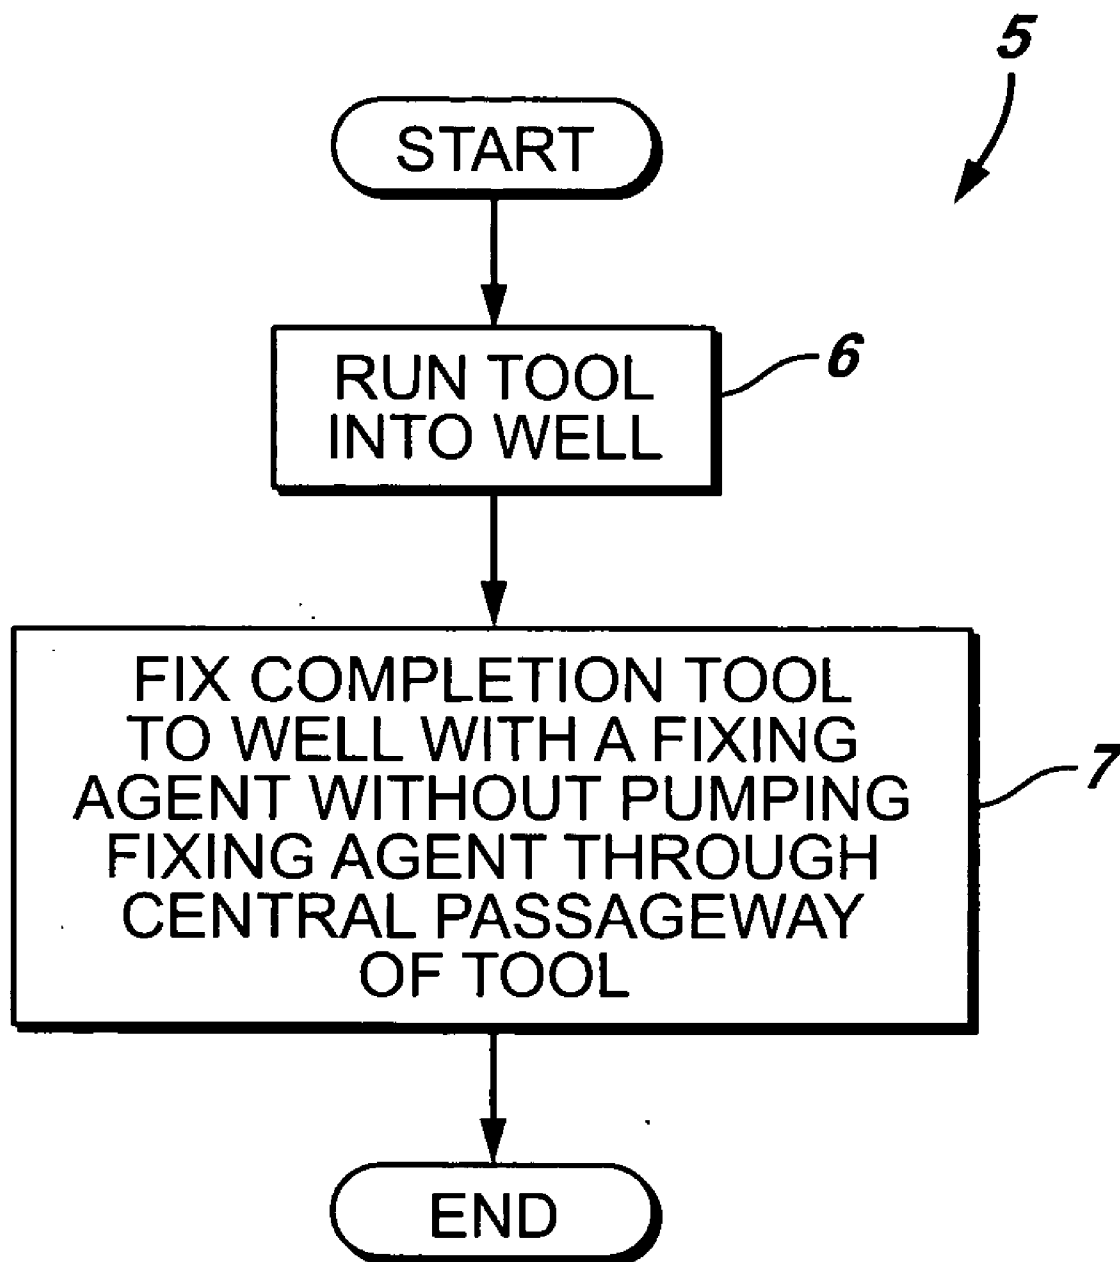 5
START
RUN TOOL
INTO WELL
6
FIX COMPLETION TOOL
TO WELL WITH A FIXING
AGENT WITHOUT PUMPING
FIXING AGENT THROUGH
CENTRAL PASSAGEWAY
OF TOOL
7
END